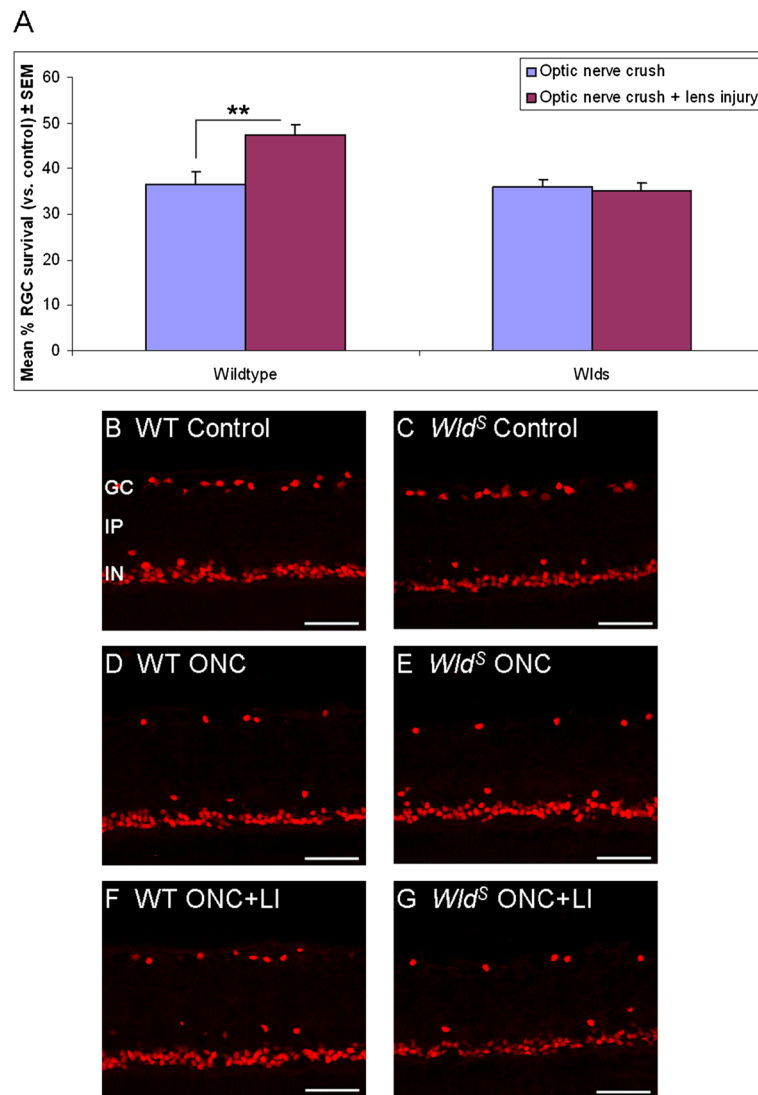 A
Mean % RGC survival (vs. control) ± SEM
60
50
40
30
20
10
0
**
Optic nerve crush
Optic nerve crush + lens injury
Wildtype
Wlds
B WT Control
GC
IP
IN
C Wldˢ Control
D WT ONC
E Wldˢ ONC
F WT ONC+LI
G Wldˢ ONC+LI